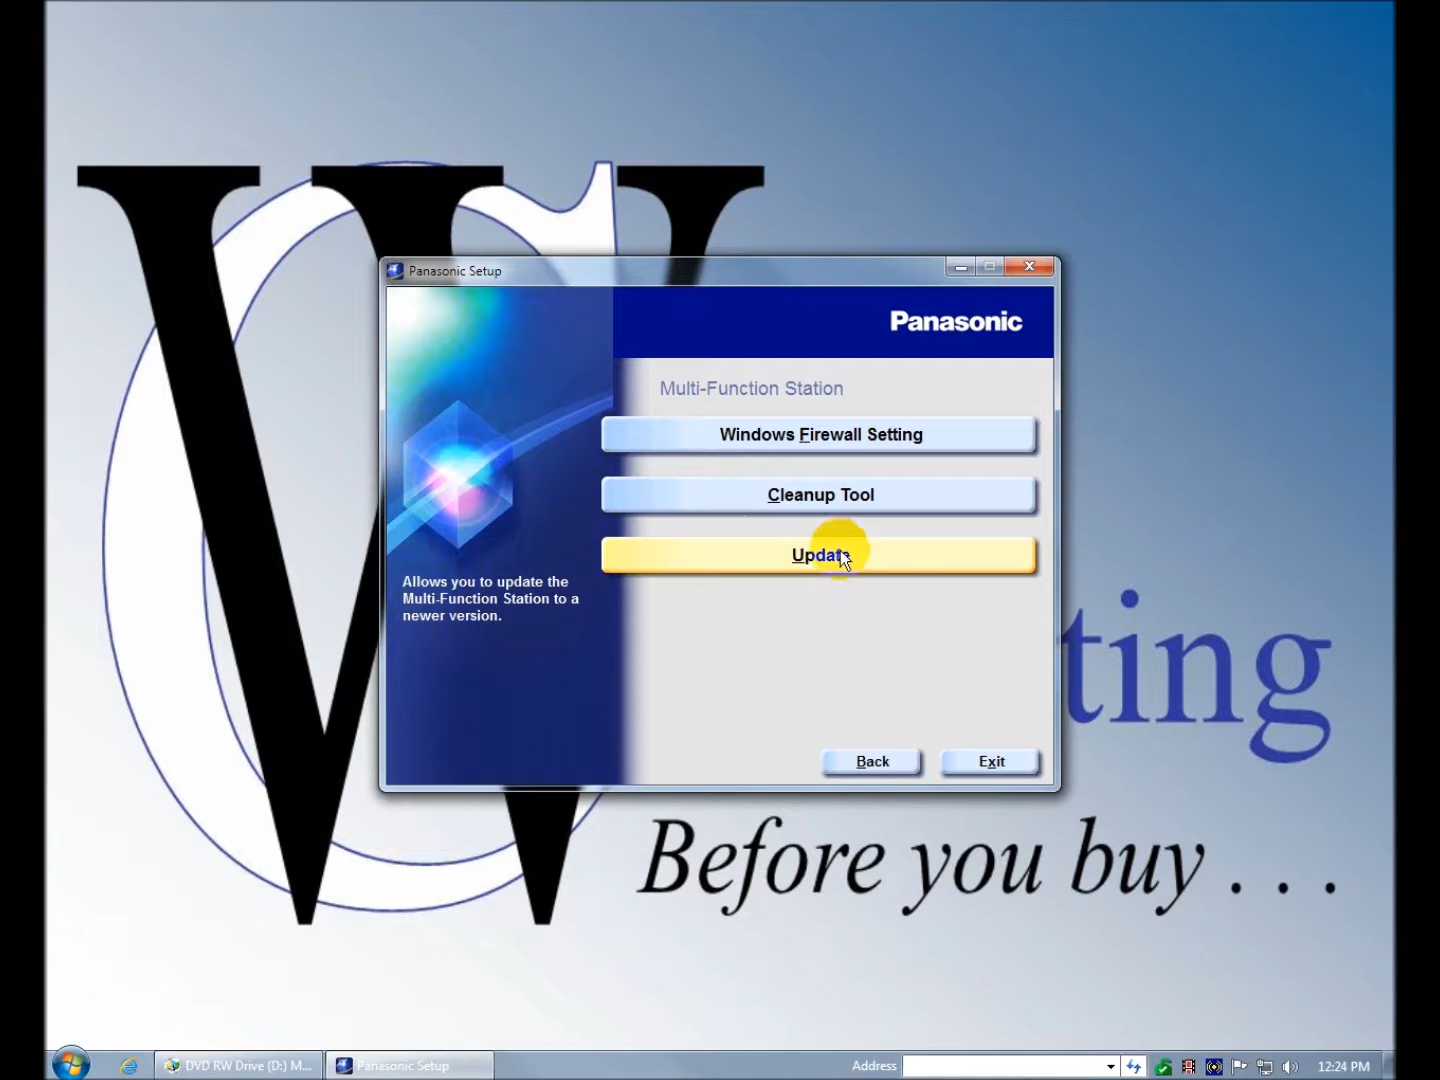 Panasonic Setup
Panasonic
Multi-Function Station
Windows Firewall Setting
Cleanup Tool
Update
Allows you to update the
Multi-Function Station to a
newer version.
Back
Exit
ting
Before you buy . . .
DVD RW Drive (D:) M...
Panasonic Setup
Address
12:24 PM